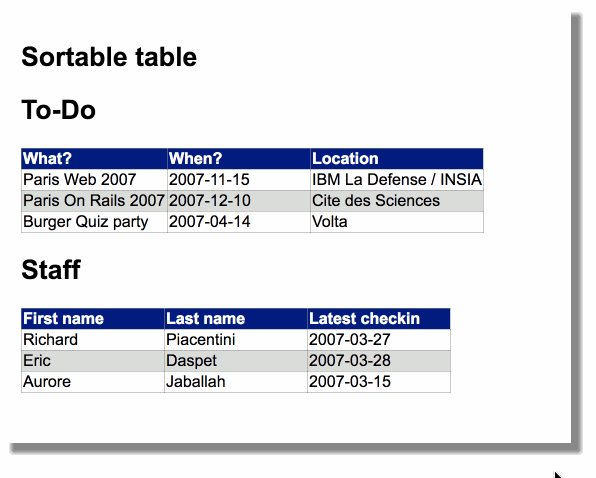 Sortable table
To-Do
What? When? Location
Paris Web 2007 2007-11-15 IBM La Defense / INSIA
Paris On Rails 2007 2007-12-10 Cite des Sciences
Burger Quiz party 2007-04-14 Volta
Staff
First name Last name Latest checkin
Richard Piacentini 2007-03-27
Eric Daspet 2007-03-28
Aurore Jaballah 2007-03-15